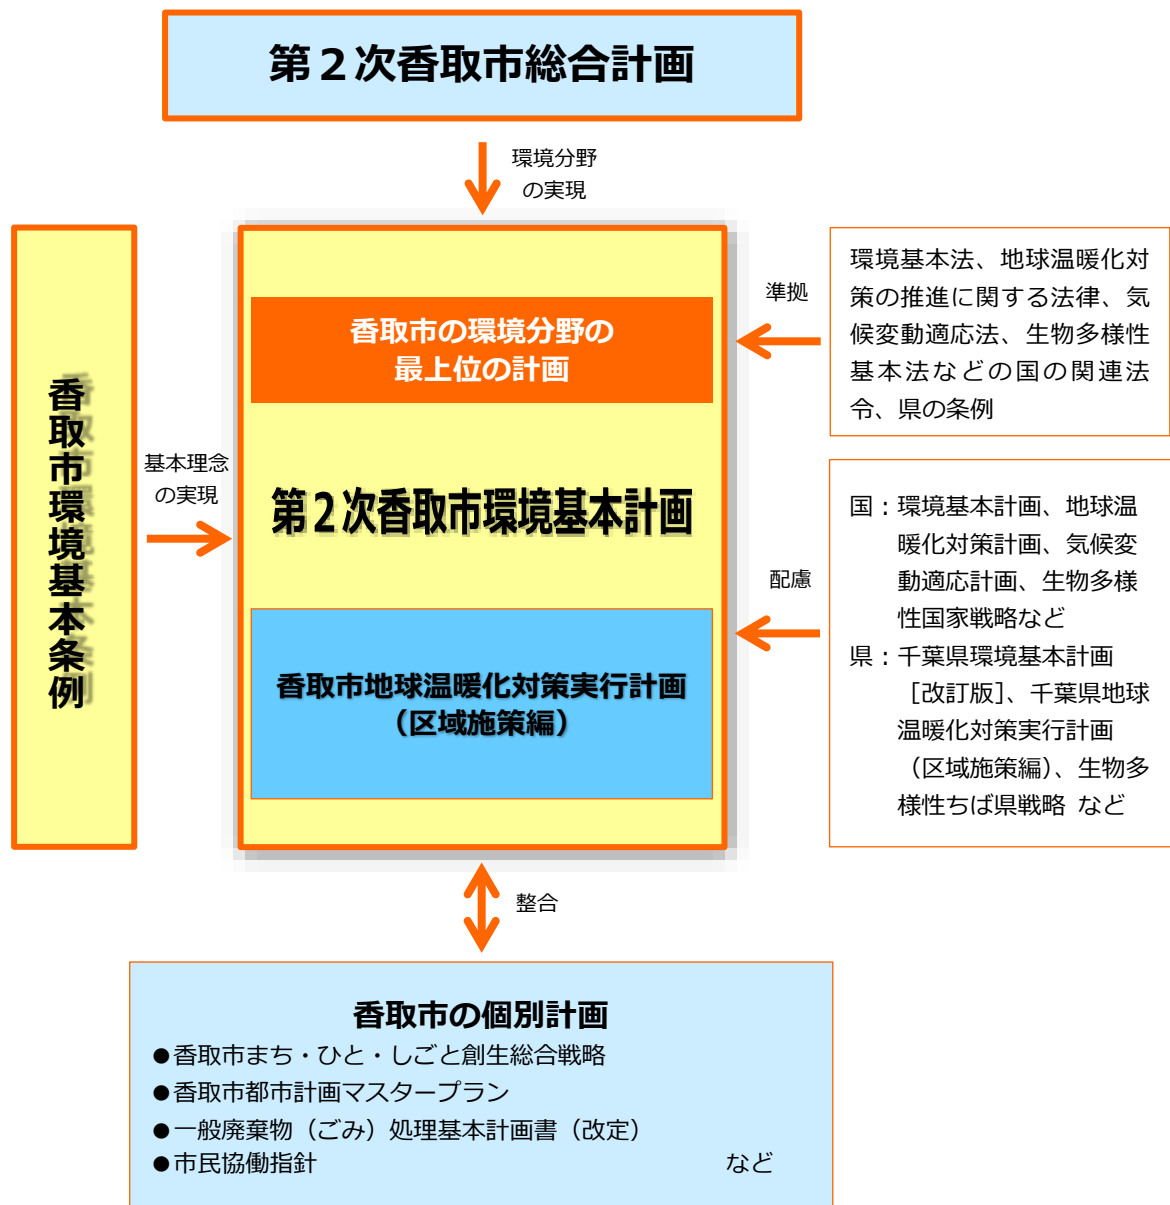 第２次香取市総合計画
環境分野
の実現
香取市環境基本条例
基本理念
の実現
香取市の環境分野の
最上位の計画
第２次香取市環境基本計画
香取市地球温暖化対策実行計画
（区域施策編）
準拠
環境基本法、地球温暖化対
策の推進に関する法律、気
候変動適応法、生物多様性
基本法などの国の関連法
令、県の条例
配慮
国：環境基本計画、地球温
暖化対策計画、気候変
動適応計画、生物多様
性国家戦略など
県：千葉県環境基本計画
［改訂版］、千葉県地球
温暖化対策実行計画
（区域施策編）、生物多
様性ちば県戦略 など
整合
香取市の個別計画
●香取市まち・ひと・しごと創生総合戦略
●香取市都市計画マスタープラン
●一般廃棄物（ごみ）処理基本計画書（改定）
●市民協働指針 など